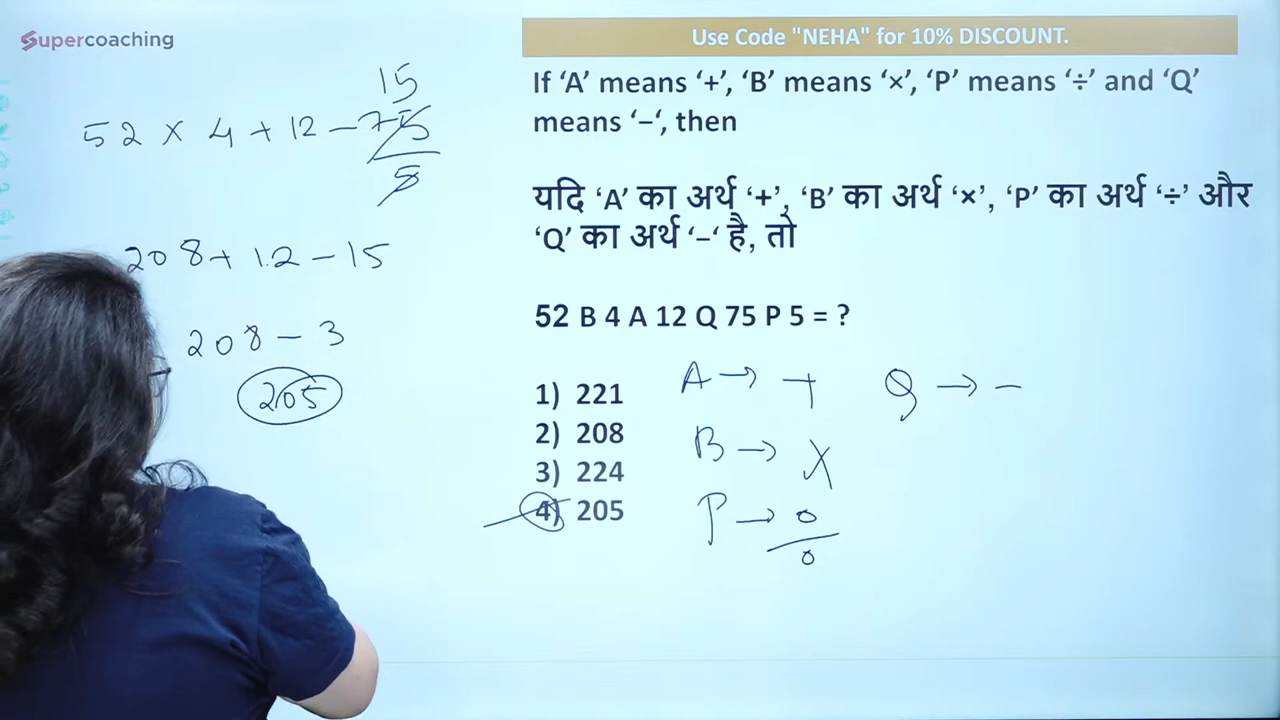 Supercoaching
Use Code "NEHA" for 10% DISCOUNT.
If ‘A’ means ‘+’, ‘B’ means ‘×’, ‘P’ means ‘÷’ and ‘Q’
means ‘–‘, then
यदि ‘A’ का अर्थ ‘+’, ‘B’ का अर्थ ‘×’, ‘P’ का अर्थ ‘÷’ और
‘Q’ का अर्थ ‘–‘ है, तो
52 B 4 A 12 Q 75 P 5 = ?
1) 221
2) 208
3) 224
4) 205
A → +
Q → −
B → ×
P → ÷
15
52 × 4 + 12 − 75
5
208 + 12 − 15
208 − 3
205